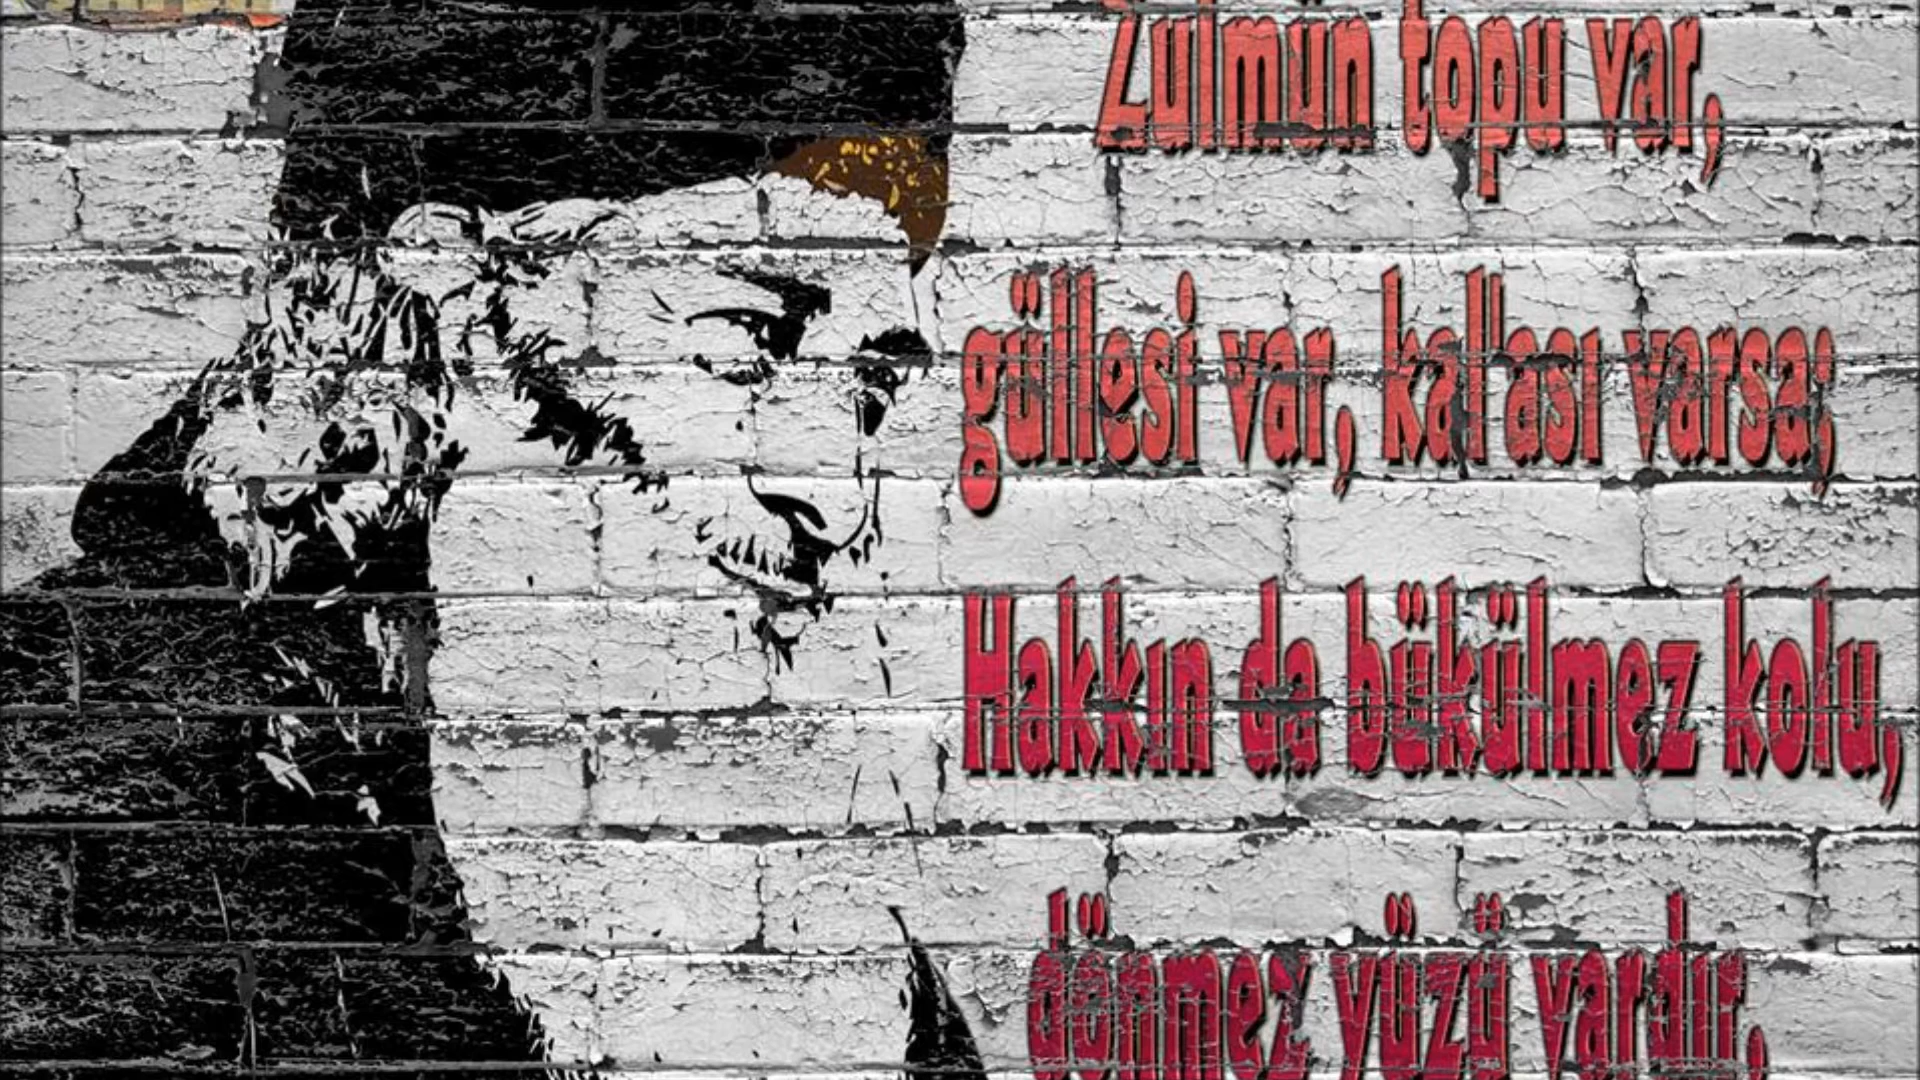 Zulmün topu var,
güllesi var, kal'ası varsa;
Hakkın da bükülmez kolu,
dönmez yüzü vardır,